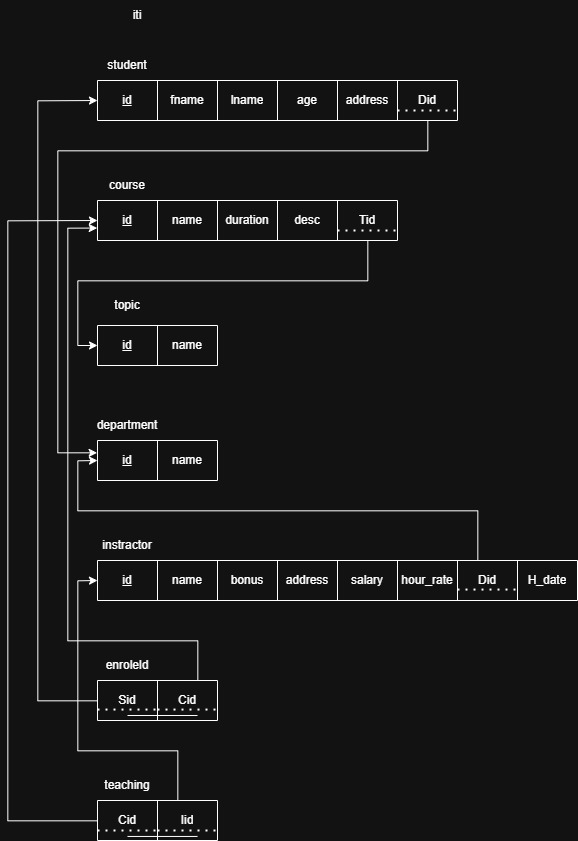 iti
student
id fname lname age address Did
course
id name duration desc Tid
topic
id name
department
id name
instractor
id name bonus address salary hour_rate Did H_date
enroleld
Sid Cid
teaching
Cid Iid